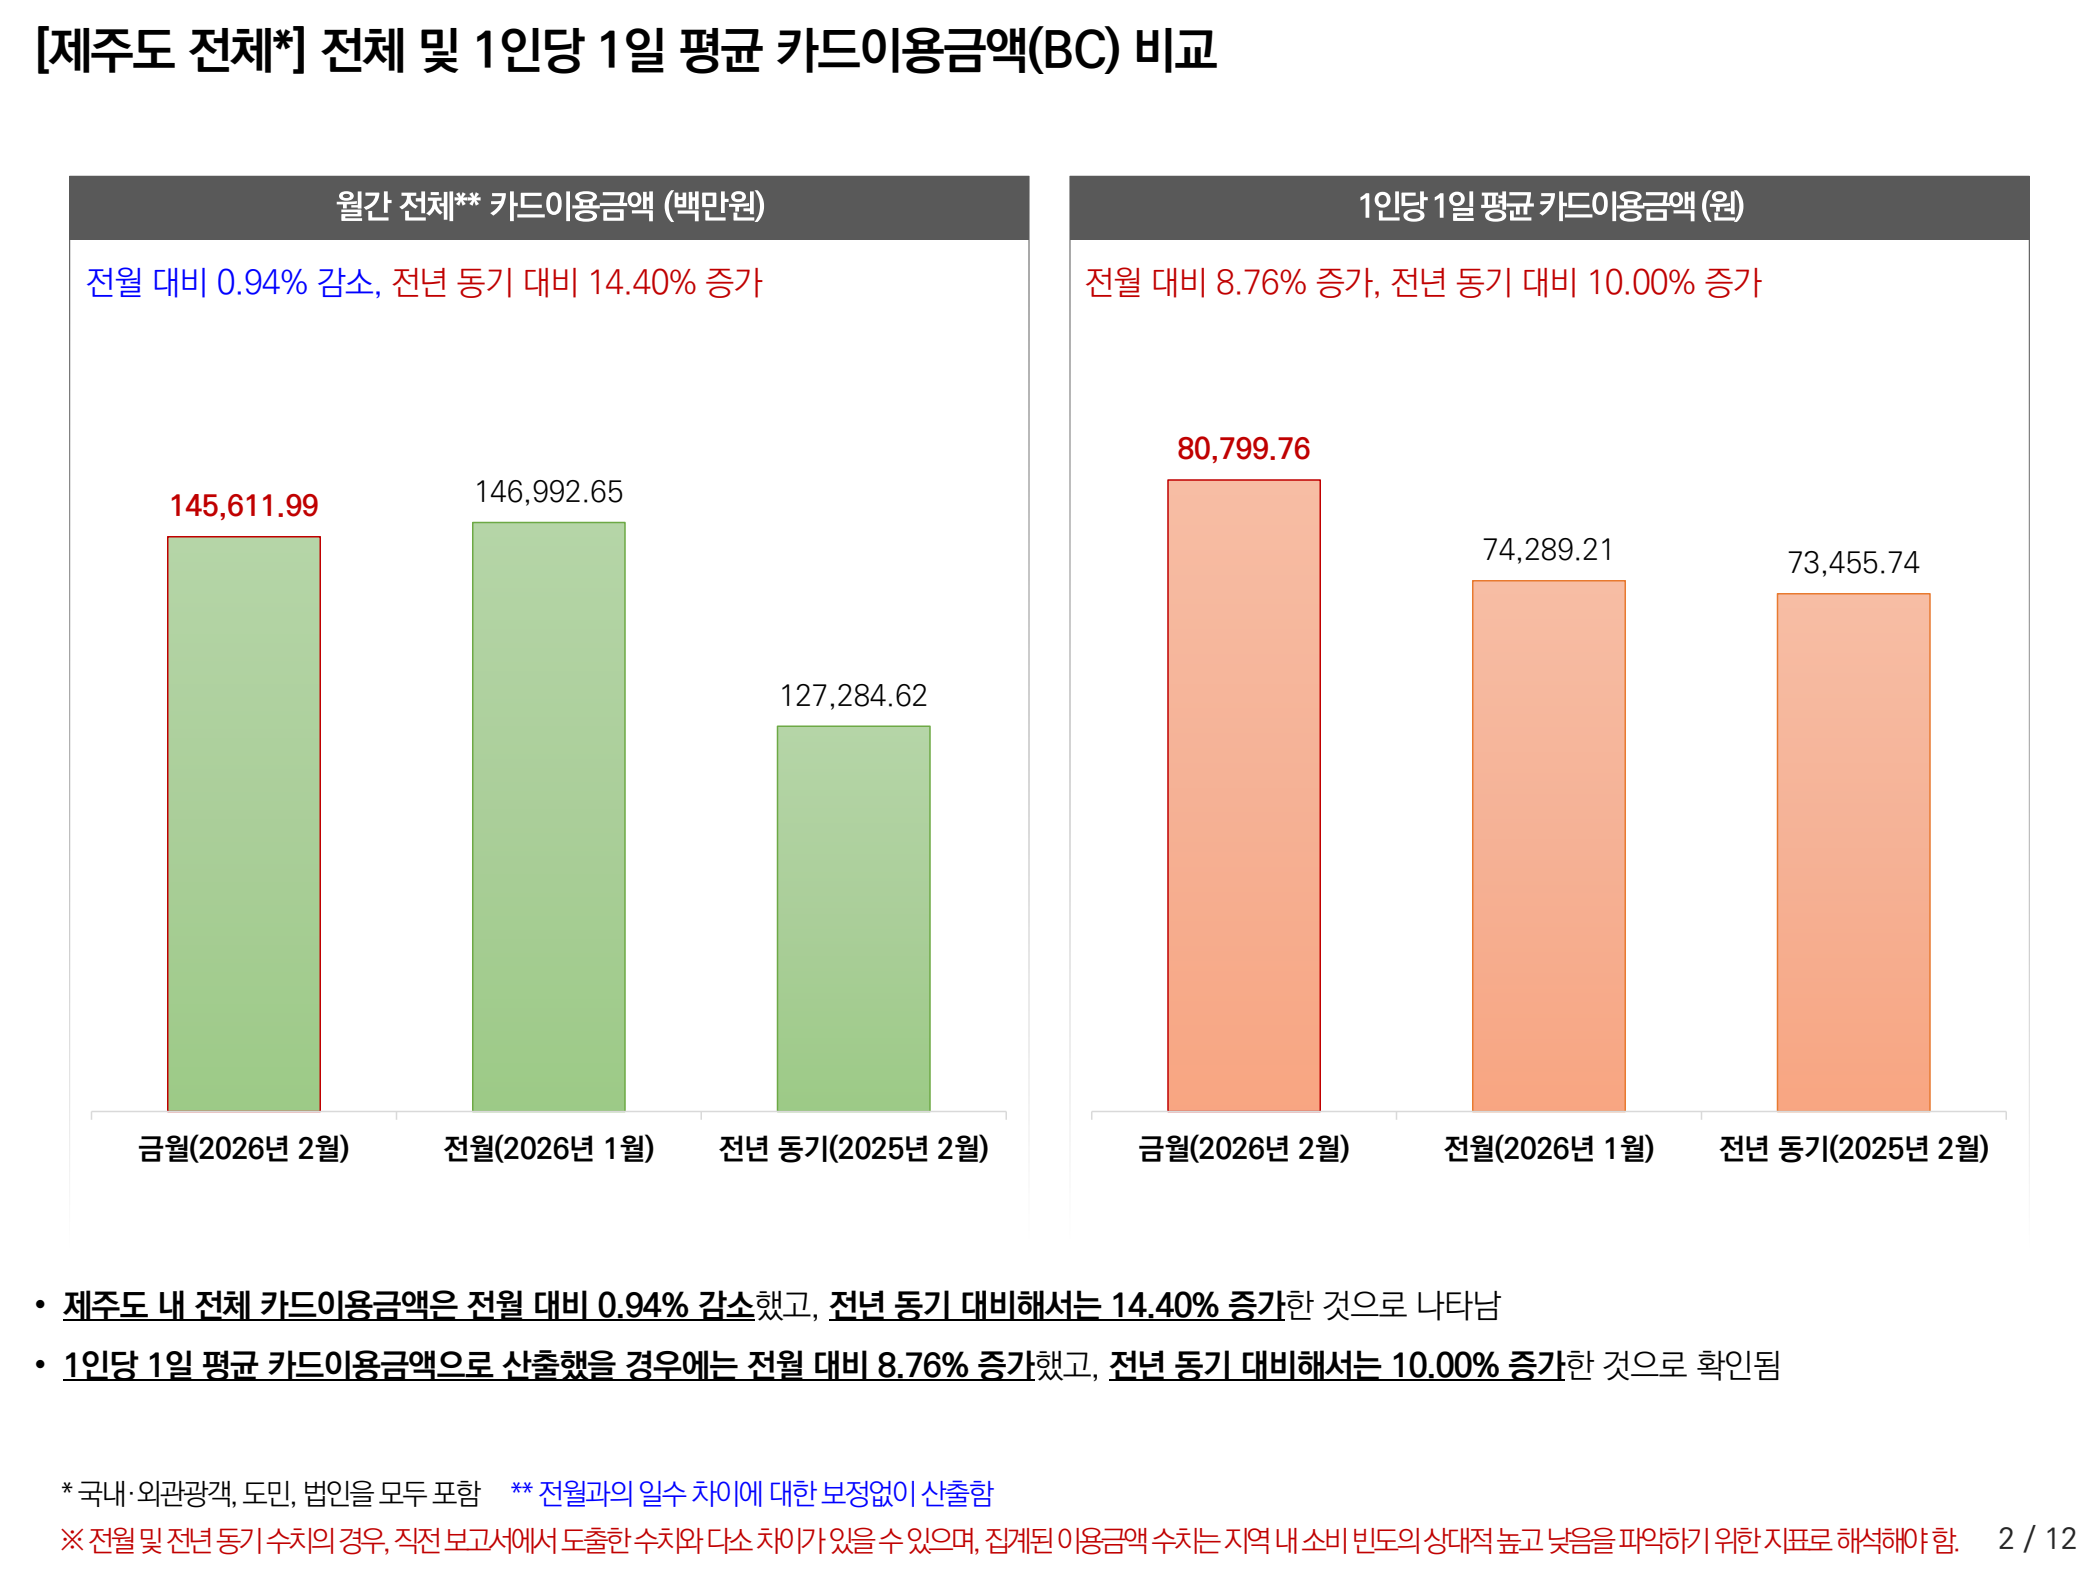 [제주도 전체*] 전체 및 1인당 1일 평균 카드이용금액(BC) 비교
월간 전체** 카드이용금액 (백만원)
전월 대비 0.94% 감소, 전년 동기 대비 14.40% 증가
145,611.99
146,992.65
127,284.62
금월(2026년 2월)
전월(2026년 1월)
전년 동기(2025년 2월)
1인당 1일 평균 카드이용금액 (원)
전월 대비 8.76% 증가, 전년 동기 대비 10.00% 증가
80,799.76
74,289.21
73,455.74
금월(2026년 2월)
전월(2026년 1월)
전년 동기(2025년 2월)
• 제주도 내 전체 카드이용금액은 전월 대비 0.94% 감소했고, 전년 동기 대비해서는 14.40% 증가한 것으로 나타남
• 1인당 1일 평균 카드이용금액으로 산출했을 경우에는 전월 대비 8.76% 증가했고, 전년 동기 대비해서는 10.00% 증가한 것으로 확인됨
* 국내·외관광객, 도민, 법인을 모두 포함 ** 전월과의 일수 차이에 대한 보정없이 산출함
※ 전월 및 전년 동기 수치의 경우, 직전 보고서에서 도출한 수치와 다소 차이가 있을 수 있으며, 집계된 이용금액 수치는 지역 내 소비 빈도의 상대적 높고 낮음을 파악하기 위한 지표로 해석해야 함.
2 / 12